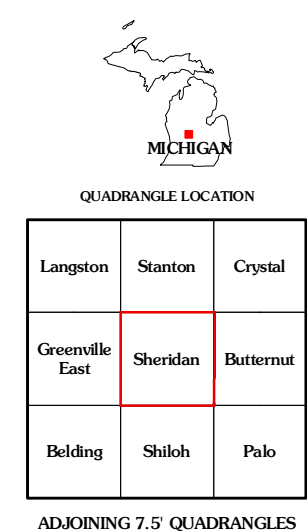 MICHIGAN
QUADRANGLE LOCATION
Langston Stanton Crystal
Greenville
East Sheridan Butternut
Belding Shiloh Palo
ADJOINING 7.5' QUADRANGLES